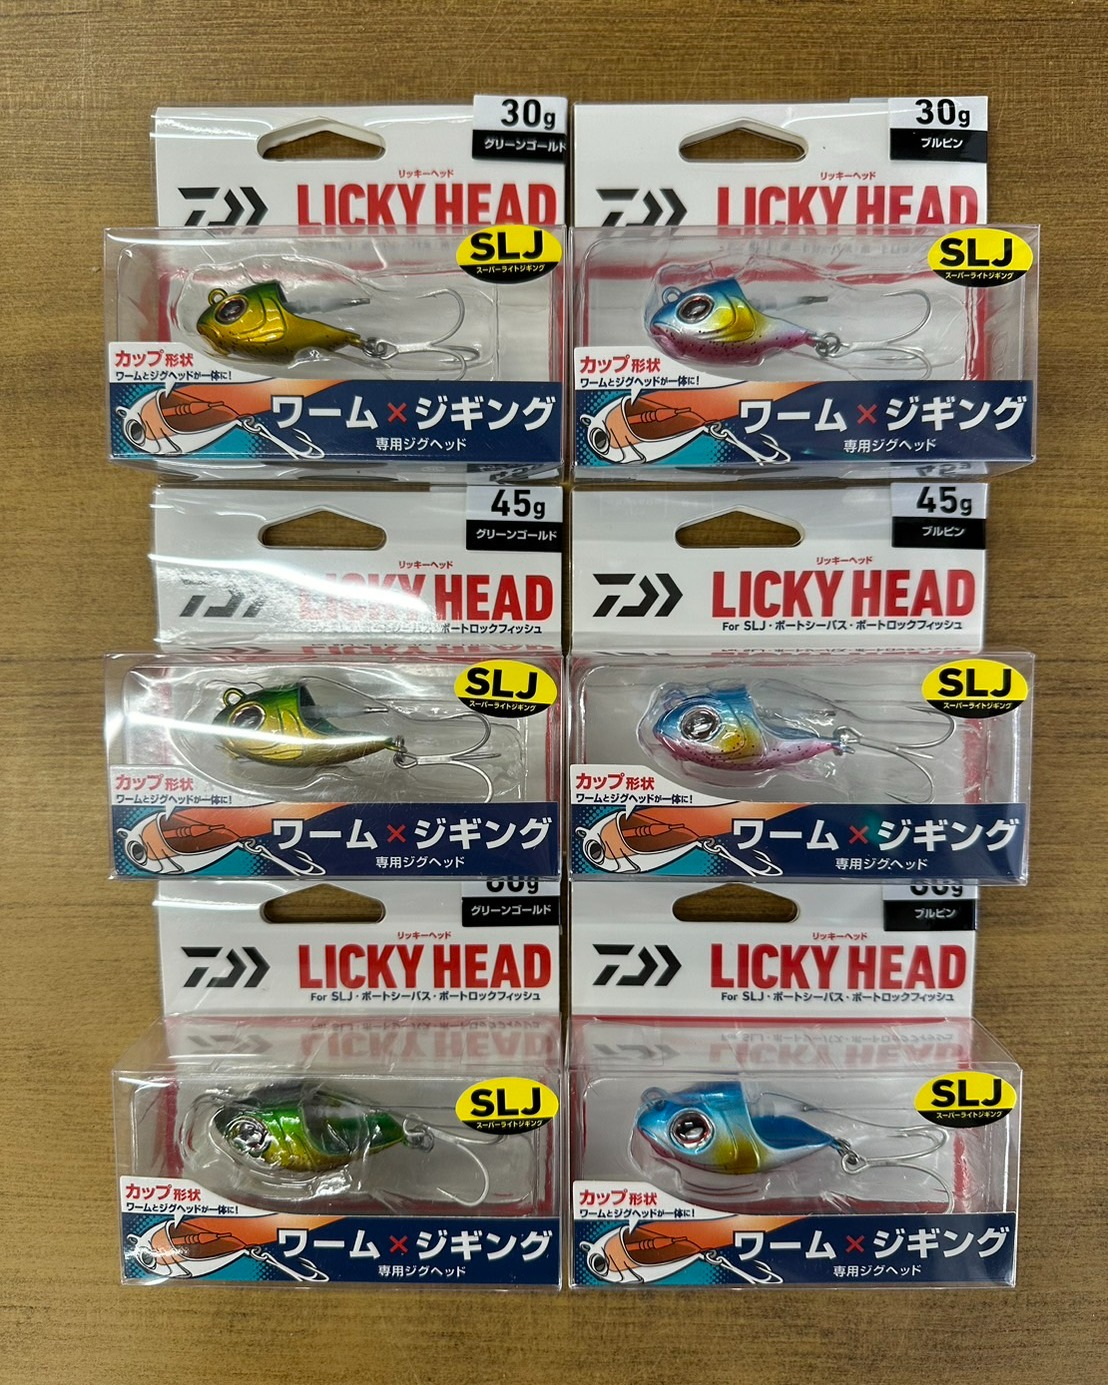 30g
グリーンゴールド
リッキーヘッド
LICKY HEAD
SLJ
スーパーライトジギング
カップ形状
ワームとジグヘッドが一体に!
ワーム×ジギング
専用ジグヘッド
30g
ブルピン
リッキーヘッド
LICKY HEAD
SLJ
スーパーライトジギング
カップ形状
ワームとジグヘッドが一体に!
ワーム×ジギング
専用ジグヘッド
45g
グリーンゴールド
リッキーヘッド
LICKY HEAD
ボートロックフィッシュ
SLJ
スーパーライトジギング
カップ形状
ワームとジグヘッドが一体に!
ワーム×ジギング
専用ジグヘッド
45g
ブルピン
リッキーヘッド
LICKY HEAD
For SLJ・ボートシーバス・ボートロックフィッシュ
SLJ
スーパーライトジギング
カップ形状
ワームとジグヘッドが一体に!
ワーム×ジギング
専用ジグヘッド
60g
グリーンゴールド
リッキーヘッド
LICKY HEAD
For SLJ・ボートシーバス・ボートロックフィッシュ
SLJ
スーパーライトジギング
カップ形状
ワームとジグヘッドが一体に!
ワーム×ジギング
専用ジグヘッド
60g
ブルピン
リッキーヘッド
LICKY HEAD
For SLJ・ボートシーバス・ボートロックフィッシュ
SLJ
スーパーライトジギング
カップ形状
ワームとジグヘッドが一体に!
ワーム×ジギング
専用ジグヘッド